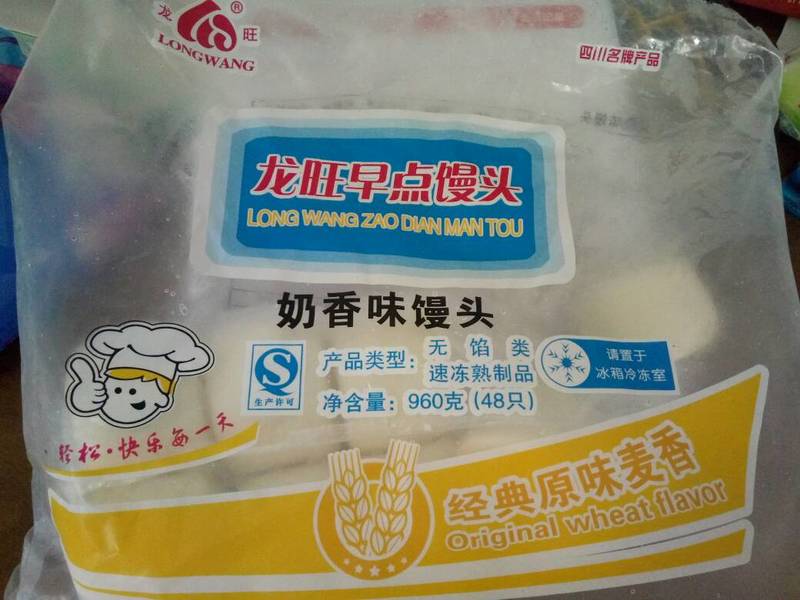 龙 旺
®
LONGWANG
四川名牌产品
龙旺早点馒头
LONG WANG ZAO DIAN MAN TOU
奶香味馒头
生产许可
产品类型：无馅类
速冻熟制品
净含量：960克（48只）
请置于
冰箱冷冻室
轻松·快乐每一天
经典原味麦香
Original wheat flavor